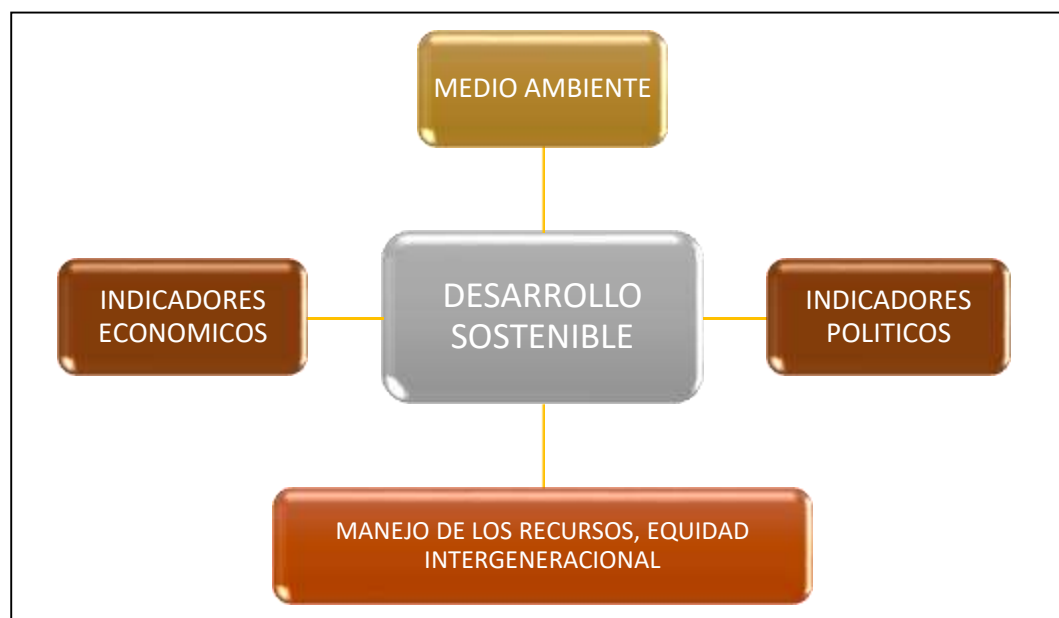 MEDIO AMBIENTE
INDICADORES
ECONOMICOS
DESARROLLO
SOSTENIBLE
INDICADORES
POLITICOS
MANEJO DE LOS RECURSOS, EQUIDAD
INTERGENERACIONAL